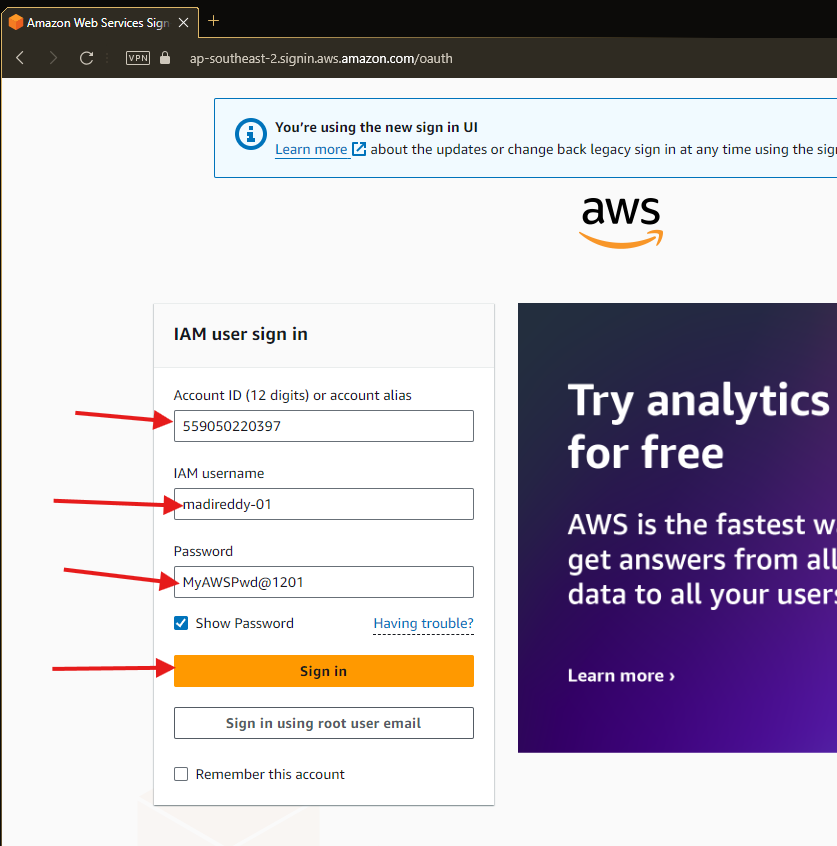 Amazon Web Services Sign
VPN
ap-southeast-2.signin.aws.amazon.com/oauth
You're using the new sign in UI
Learn more about the updates or change back legacy sign in at any time using the sign
aws
IAM user sign in
Account ID (12 digits) or account alias
559050220397
IAM username
madireddy-01
Password
MyAWSPwd@1201
Show Password
Having trouble?
Sign in
Sign in using root user email
Remember this account
Try analytics
for free
AWS is the fastest w
get answers from all
data to all your users
Learn more ›